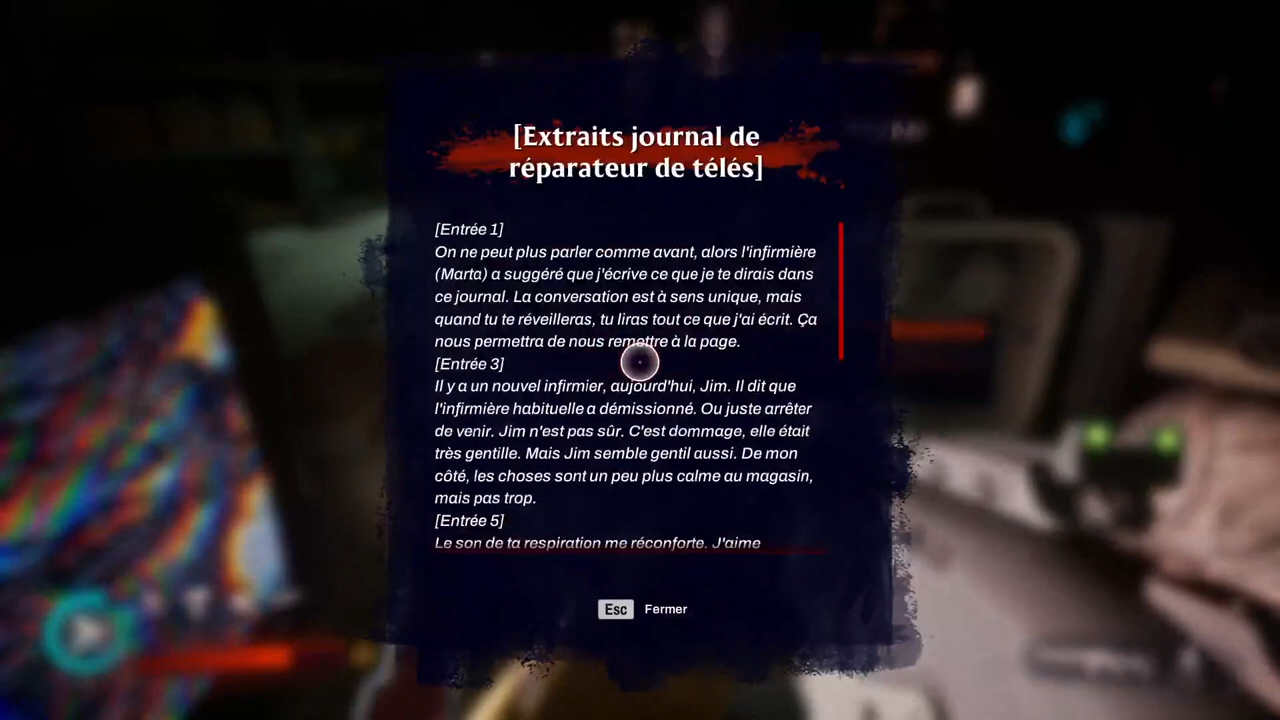 [Extraits journal de
réparateur de télés]
[Entrée 1]
On ne peut plus parler comme avant, alors l'infirmière
(Marta) a suggéré que j'écrive ce que je te dirais dans
ce journal. La conversation est à sens unique, mais
quand tu te réveilleras, tu liras tout ce que j'ai écrit. Ça
nous permettra de nous remettre à la page.
[Entrée 3]
Il y a un nouvel infirmier, aujourd'hui, Jim. Il dit que
l'infirmière habituelle a démissionné. Ou juste arrêter
de venir. Jim n'est pas sûr. C'est dommage, elle était
très gentille. Mais Jim semble gentil aussi. De mon
côté, les choses sont un peu plus calme au magasin,
mais pas trop.
[Entrée 5]
Le son de ta respiration me réconforte. J'aime
Esc Fermer